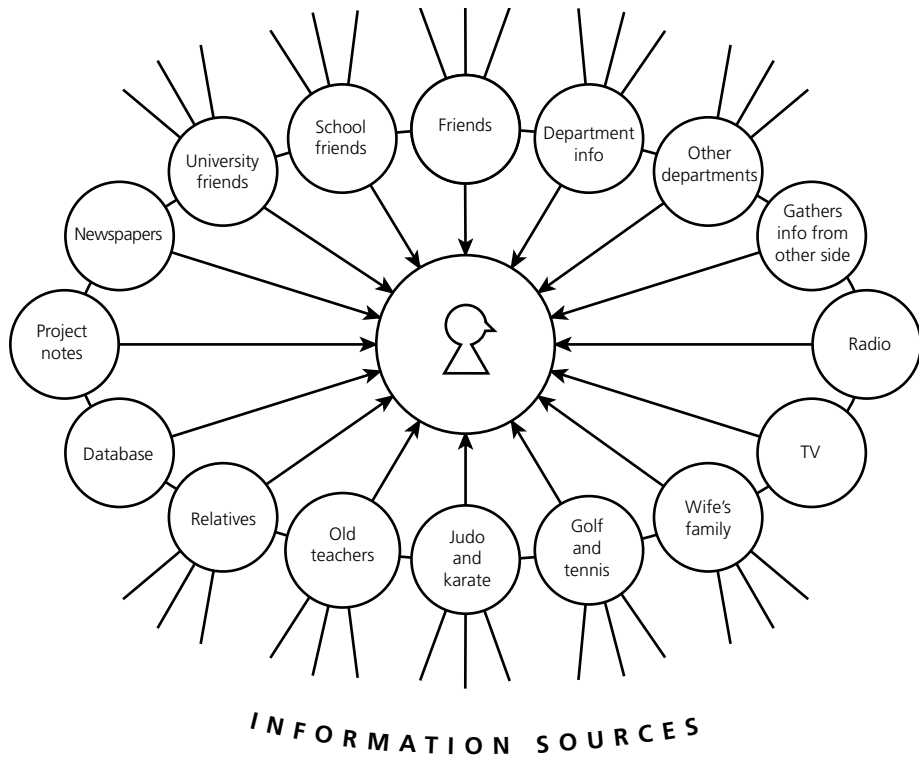 Friends
School
friends
Department
info
University
friends
Other
departments
Newspapers
Gathers
info from
other side
Project
notes
Radio
Database
TV
Relatives
Wife's
family
Old
teachers
Judo
and
karate
Golf
and
tennis
INFORMATION SOURCES